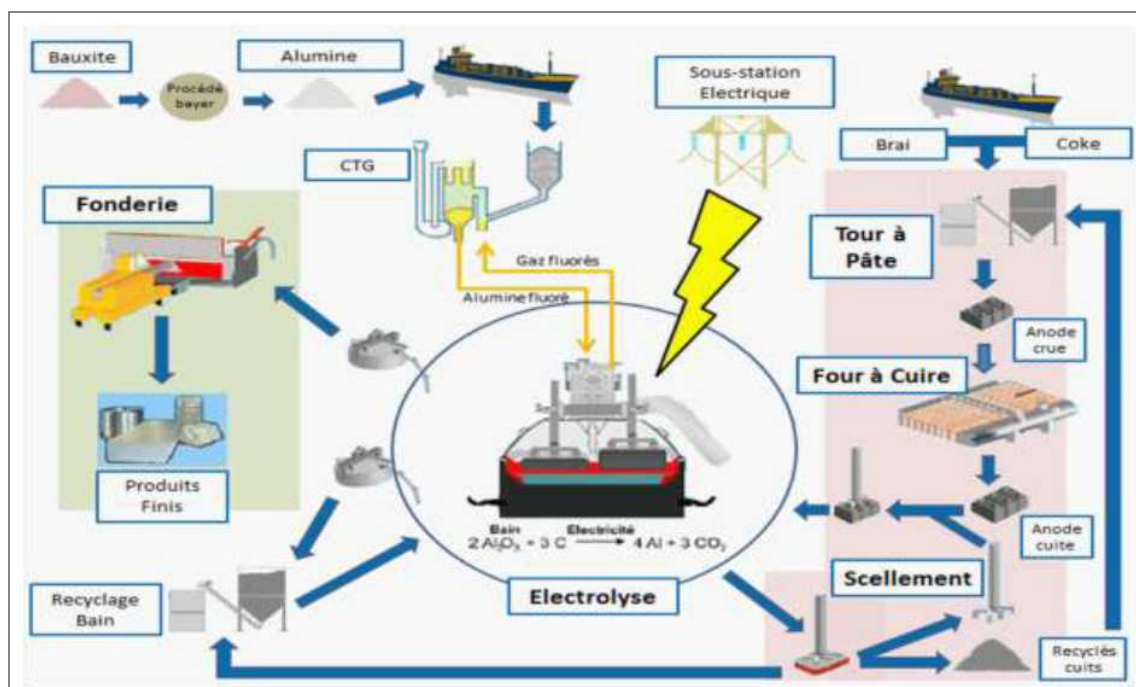 Bauxite
Procédé
bayer
Alumine
Sous-station
Electrique
Brai
Coke
CTG
Fonderie
Tour à
Pâte
Gaz fluorés
Alumine fluoré
Anode
crue
Four à Cuire
Produits
Finis
Bain
Electricité
2 Al₂O₃ + 3 C → 4 Al + 3 CO₂
Anode
cuite
Scellement
Electrolyse
Recyclage
Bain
Recyclés
cuits